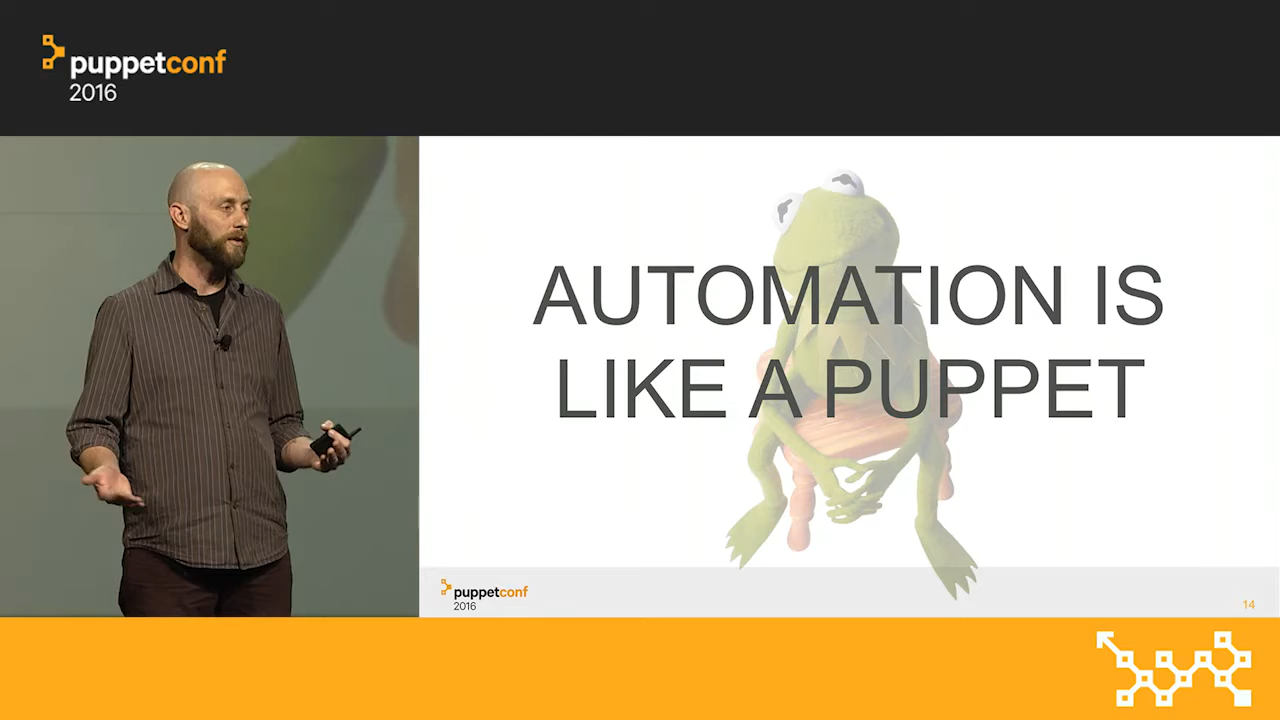 puppetconf
2016
AUTOMATION IS
LIKE A PUPPET
puppetconf
2016
14